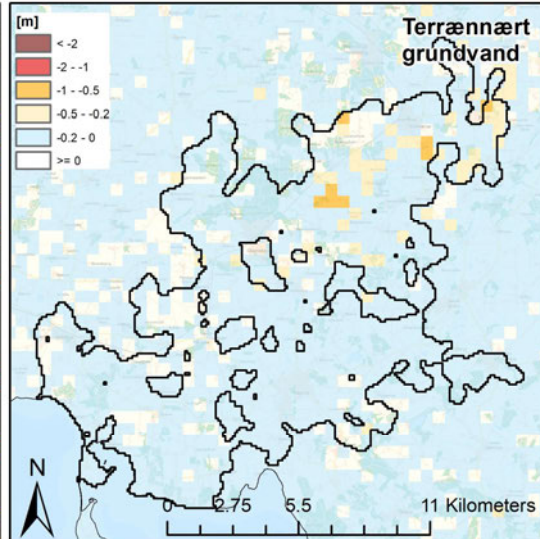 [m]
< -2
-2 - -1
-1 - -0.5
-0.5 - -0.2
-0.2 - 0
>= 0
Terrænnært
grundvand
N
0 2.75 5.5 11 Kilometers